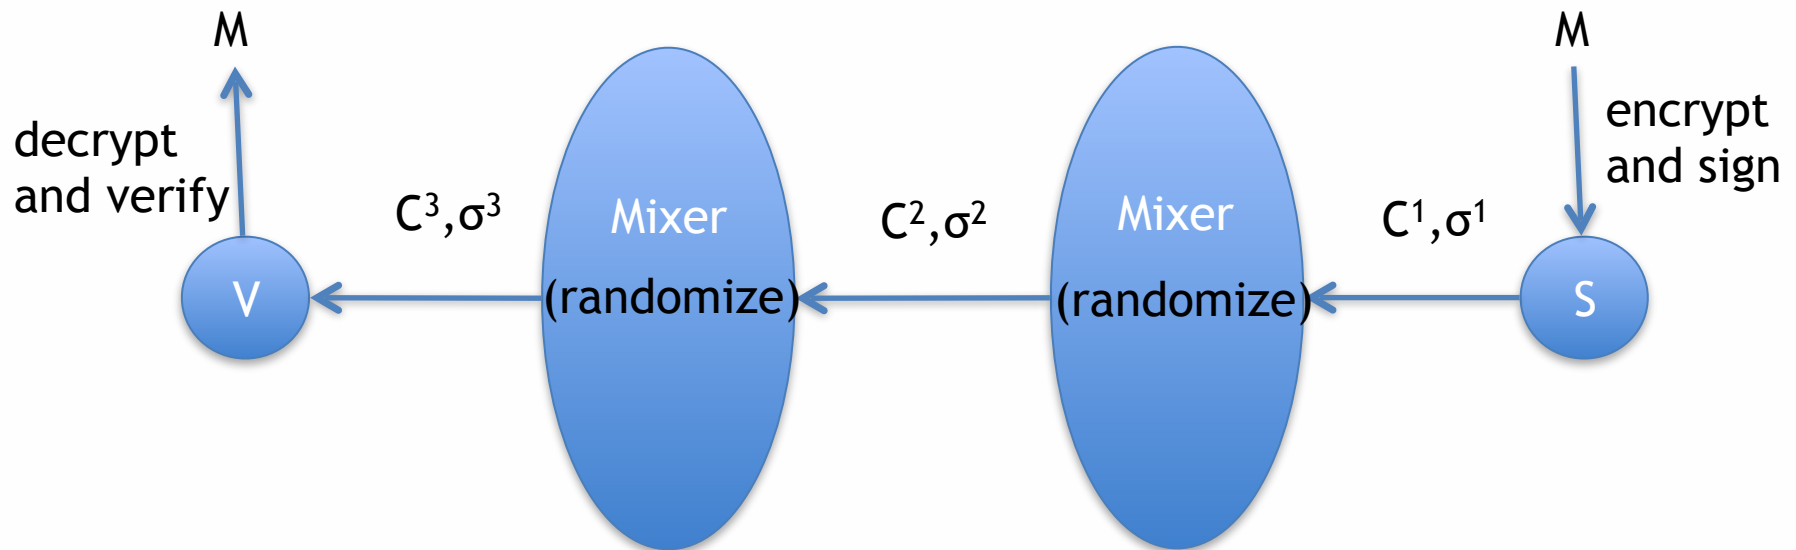 M
M
decrypt
and verify
encrypt
and sign
C³,σ³
Mixer
(randomize)
C²,σ²
Mixer
(randomize)
C¹,σ¹
V
S